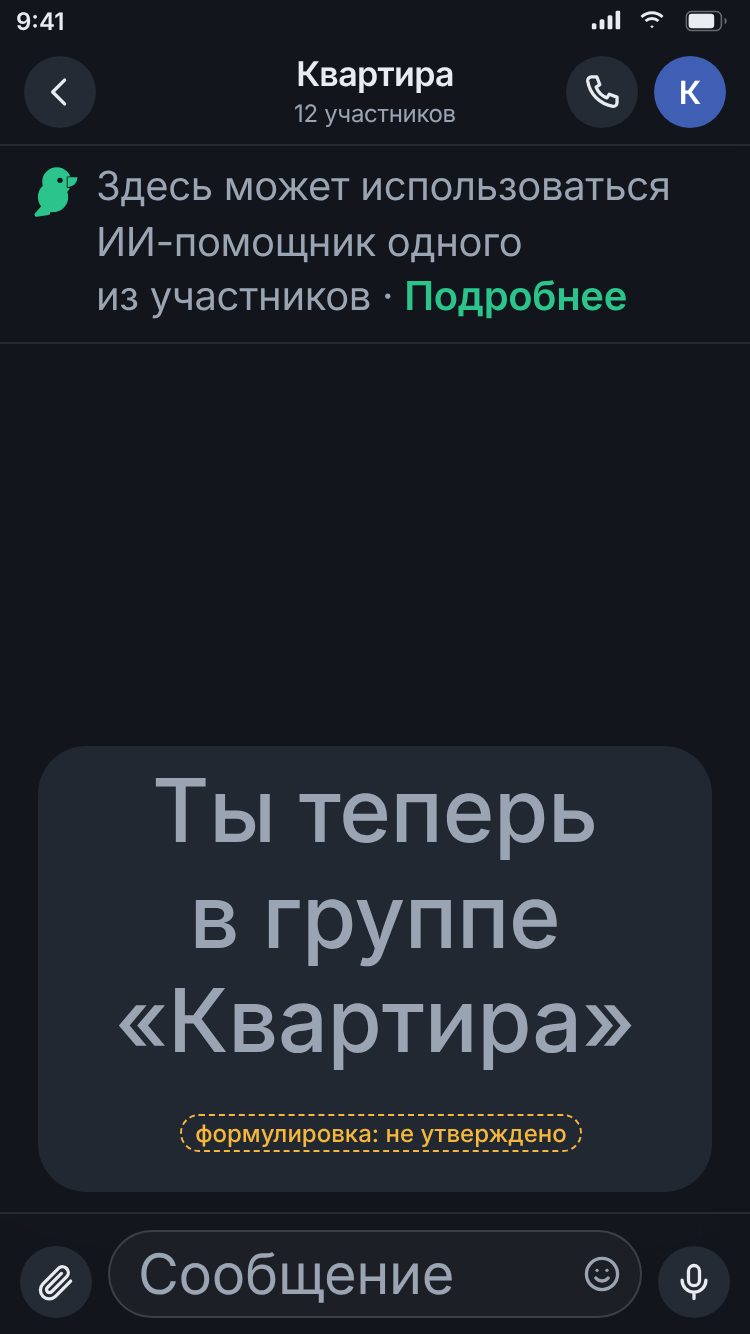 9:41
Квартира
12 участников
К
Здесь может использоваться
ИИ-помощник одного
из участников · Подробнее
Ты теперь
в группе
«Квартира»
формулировка: не утверждено
Сообщение